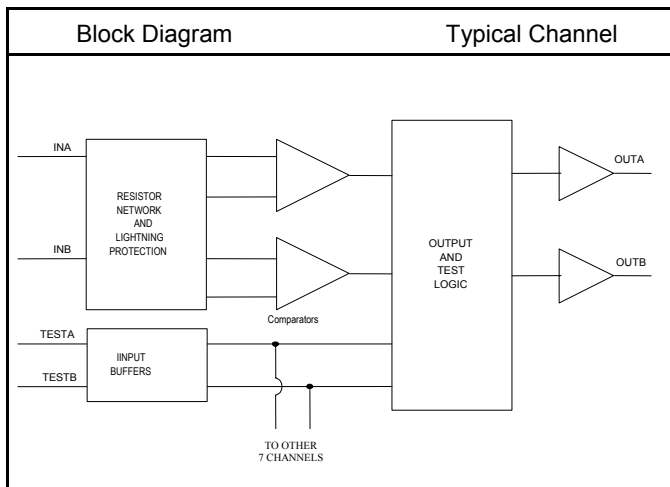 Block Diagram
Typical Channel
INA
INB
RESISTOR
NETWORK
AND
LIGHTNING
PROTECTION
Comparators
OUTPUT
AND
TEST
LOGIC
OUTA
OUTB
TESTA
TESTB
IINPUT
BUFFERS
TO OTHER
7 CHANNELS